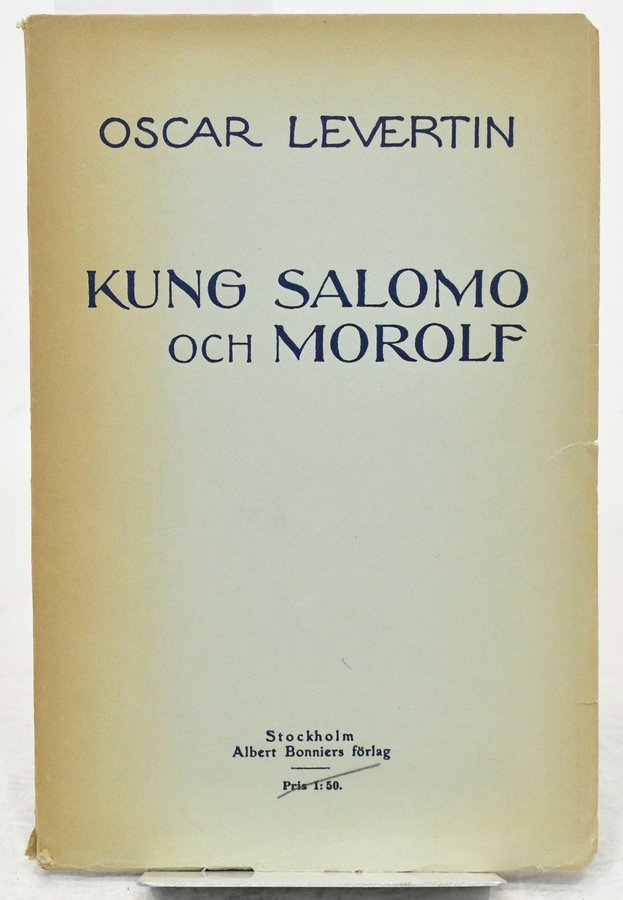 OSCAR LEVERTIN
KUNG SALOMO
OCH MOROLF
Stockholm
Albert Bonniers förlag
Pris 1:50.